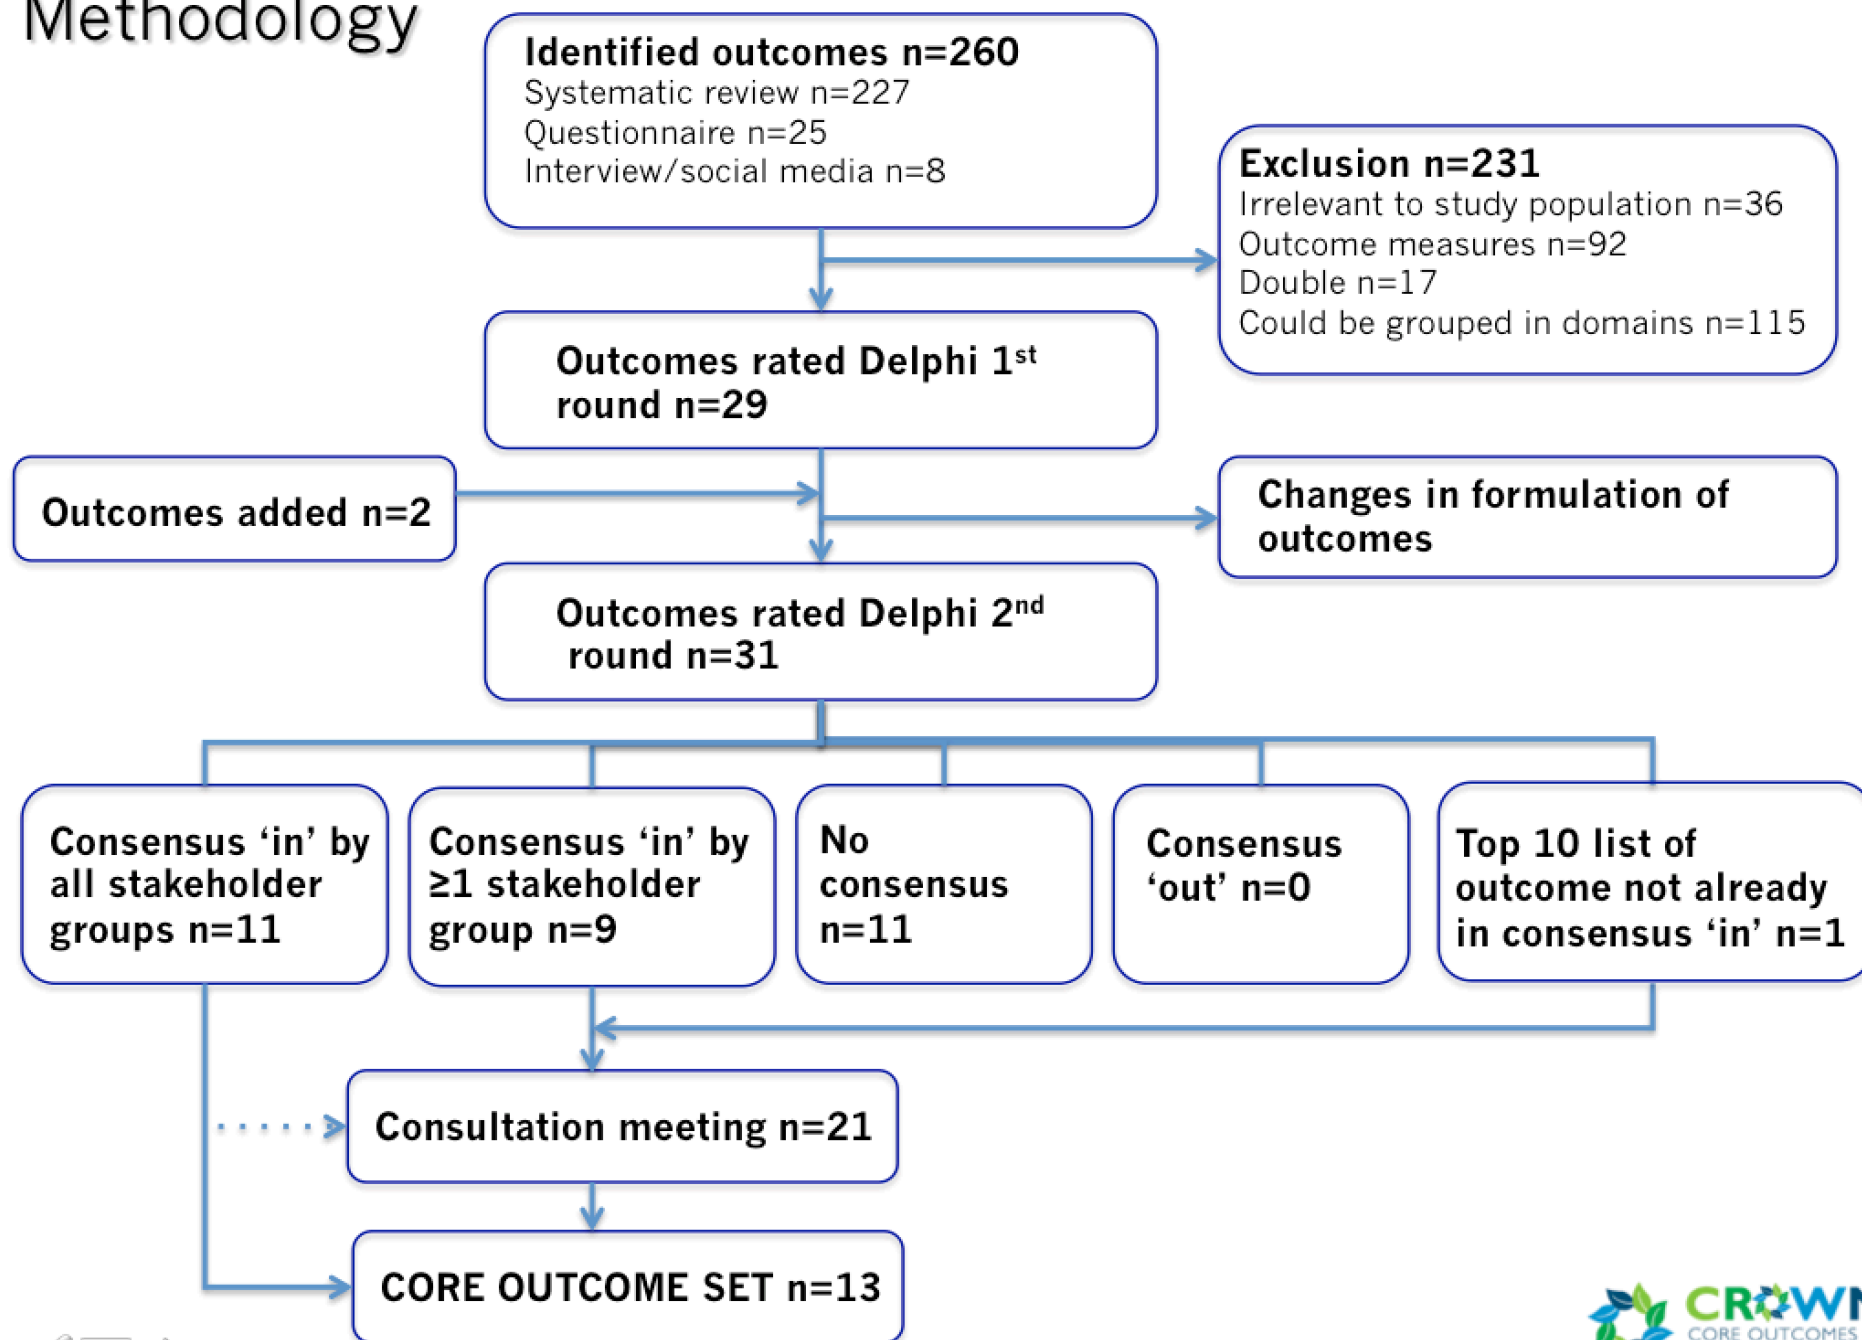 Methodology
Identified outcomes n=260
Systematic review n=227
Questionnaire n=25
Interview/social media n=8
Exclusion n=231
Irrelevant to study population n=36
Outcome measures n=92
Double n=17
Could be grouped in domains n=115
Outcomes rated Delphi 1st
round n=29
Outcomes added n=2
Changes in formulation of
outcomes
Outcomes rated Delphi 2nd
round n=31
Consensus ‘in’ by
all stakeholder
groups n=11
Consensus ‘in’ by
≥1 stakeholder
group n=9
No
consensus
n=11
Consensus
‘out’ n=0
Top 10 list of
outcome not already
in consensus ‘in’ n=1
Consultation meeting n=21
CORE OUTCOME SET n=13
CROWN
CORE OUTCOMES